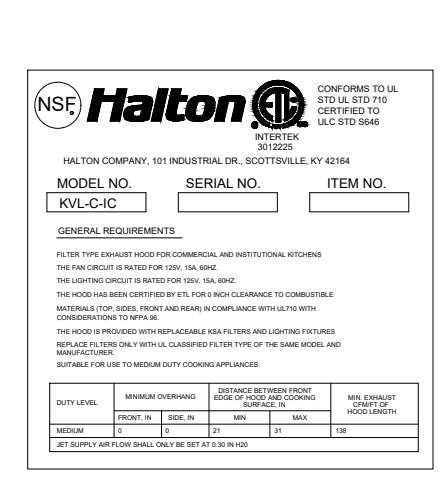 NSF Halton ETL CONFORMS TO UL
STD UL STD 710
CERTIFIED TO
ULC STD S646
INTERTEK
3012225
HALTON COMPANY, 101 INDUSTRIAL DR., SCOTTSVILLE, KY 42164
MODEL NO. SERIAL NO. ITEM NO.
KVL-C-IC
GENERAL REQUIREMENTS
FILTER TYPE EXHAUST HOOD FOR COMMERCIAL AND INSTITUTIONAL KITCHENS
THE FAN CIRCUIT IS RATED FOR 125V, 15A, 60HZ.
THE LIGHTING CIRCUIT IS RATED FOR 125V, 15A, 60HZ.
THE HOOD HAS BEEN CERTIFIED BY ETL FOR 0 INCH CLEARANCE TO COMBUSTIBLE
MATERIALS (TOP, SIDES, FRONT AND REAR) IN COMPLIANCE WITH UL710 WITH
CONSIDERATIONS TO NFPA 96.
THE HOOD IS PROVIDED WITH REPLACEABLE KSA FILTERS AND LIGHTING FIXTURES
REPLACE FILTERS ONLY WITH UL CLASSIFIED FILTER TYPE OF THE SAME MODEL AND
MANUFACTURER.
SUITABLE FOR USE TO MEDIUM DUTY COOKING APPLIANCES.
DUTY LEVEL
MINIMUM OVERHANG
DISTANCE BETWEEN FRONT
EDGE OF HOOD AND COOKING
SURFACE, IN
MIN. EXHAUST
CFM/FT OF
HOOD LENGTH
FRONT, IN SIDE, IN MIN MAX
MEDIUM 0 0 21 31 138
JET SUPPLY AIR FLOW SHALL ONLY BE SET AT 0.30 IN H20